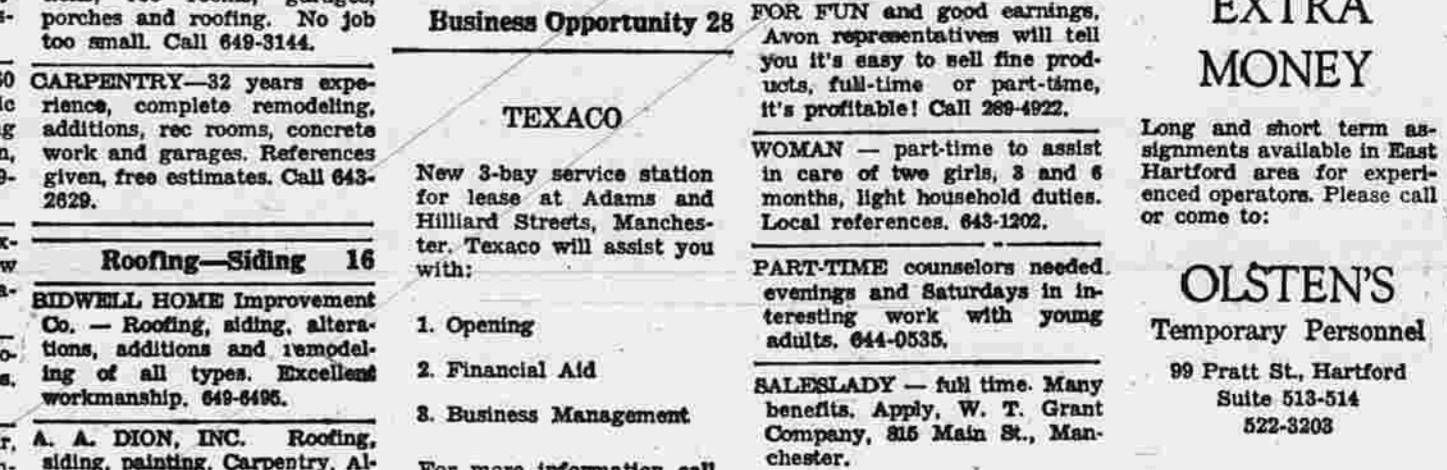 porches and roofing. No job
too small. Call 649-3144.
CARPENTRY—32 years expe-
rience, complete remodeling,
additions, rec rooms, concrete
work and garages. References
given, free estimates. Call 643-
2629.
Roofing—Siding 16
BIDWELL HOME Improvement
Co. — Roofing, siding, altera-
tions, additions and remodel-
ing of all types. Excellent
workmanship. 649-6495.
A. A. DION, INC. Roofing,
siding, painting, Carpentry, Al-
Business Opportunity 28
TEXACO
New 3-bay service station
for lease at Adams and
Hilliard Streets, Manches-
ter. Texaco will assist you
with:
1. Opening
2. Financial Aid
3. Business Management
For more information call
FOR FUN and good earnings,
Avon representatives will tell
you it's easy to sell fine prod-
ucts, full-time or part-time,
it's profitable! Call 289-4922.
WOMAN — part-time to assist
in care of two girls, 3 and 6
months, light household duties.
Local references. 643-1202.
PART-TIME counselors needed
evenings and Saturdays in in-
teresting work with young
adults. 644-0535.
SALESLADY — full time. Many
benefits. Apply, W. T. Grant
Company, 815 Main St., Man-
chester.
EXTRA
MONEY
Long and short term as-
signments available in East
Hartford area for experi-
enced operators. Please call
or come to:
OLSTEN'S
Temporary Personnel
99 Pratt St., Hartford
Suite 513-514
522-3203